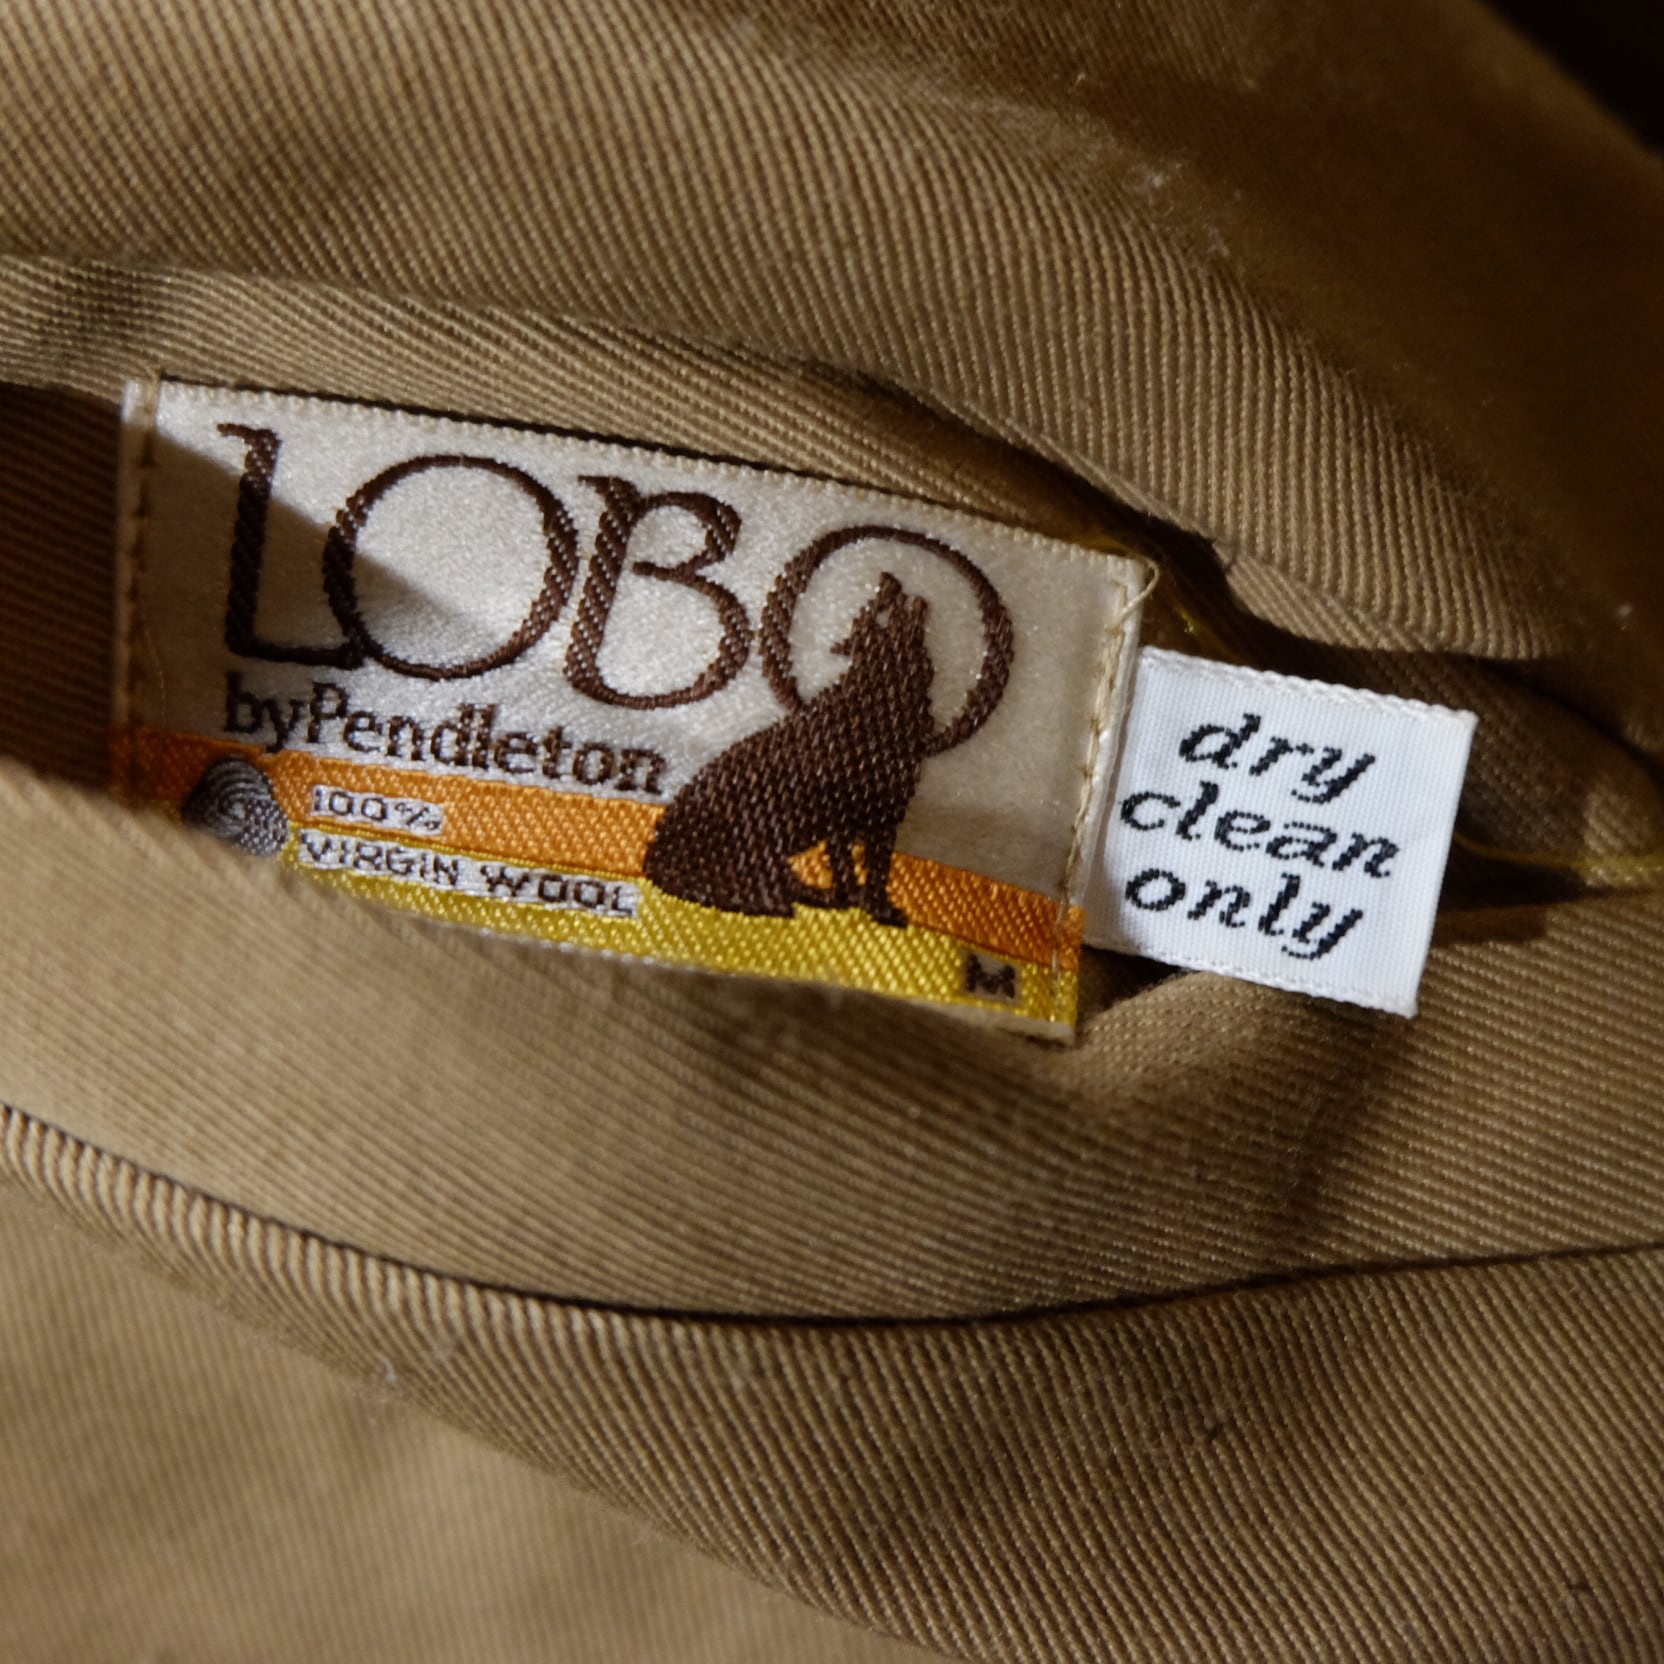 LOBO
byPendleton
100%
VIRGIN WOOL
M
dry
clean
only